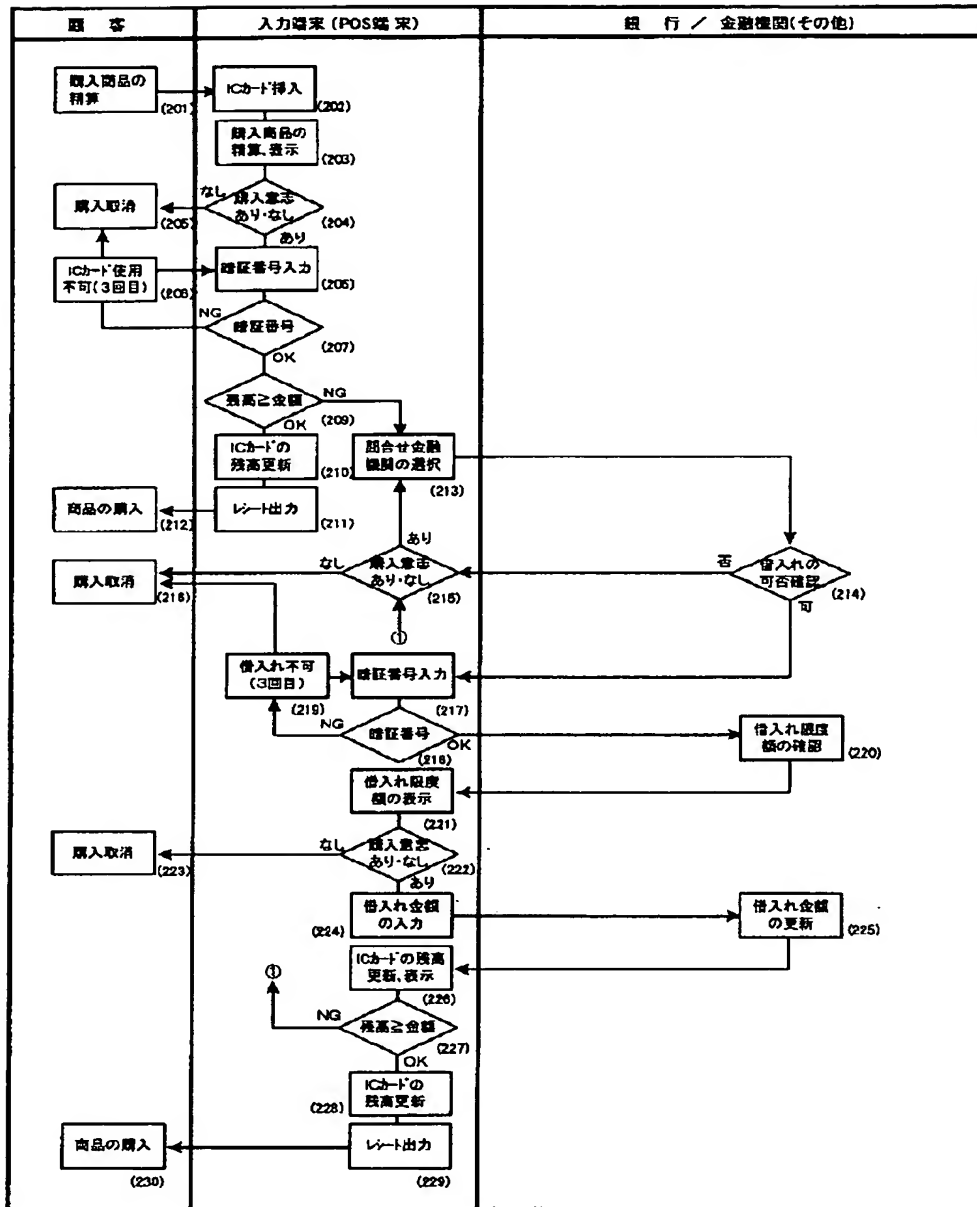 顧 客
入力端末(POS端末)
銀 行 / 金融機関(その他)
購入商品の
精算
(201)
ICカード挿入
(202)
購入商品の
精算、表示
(203)
なし
購入意志
あり・なし
(204)
あり
購入取消
(205)
ICカード使用
不可(3回目)
(208)
暗証番号入力
(206)
NG
暗証番号
(207)
OK
残高≧金額
NG
(209)
OK
ICカードの
残高更新
(210)
問合せ金融
機関の選択
(213)
商品の購入
(212)
レシート出力
(211)
あり
購入取消
(216)
なし
購入意志
あり・なし
(215)
否
借入れの
可否確認
(214)
可
①
借入れ不可
(3回目)
(219)
暗証番号入力
(217)
NG
暗証番号
OK
(218)
借入れ限度
額の確認
(220)
借入れ限度
額の表示
(221)
購入取消
(223)
なし
購入意志
あり・なし
(222)
あり
借入れ金額
の入力
(224)
借入れ金額
の更新
(225)
①
ICカードの残高
更新、表示
(226)
NG
残高≧金額
(227)
OK
ICカードの
残高更新
(228)
商品の購入
(230)
レシート出力
(229)